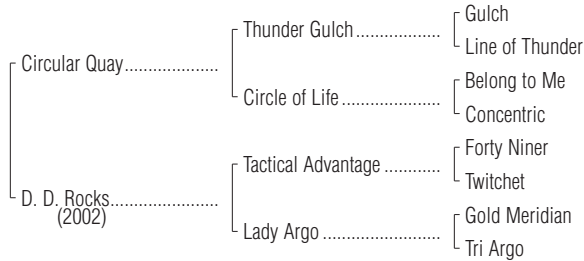 Gulch
Thunder Gulch..................
Line of Thunder
Circular Quay....................
Belong to Me
Circle of Life.....................
Concentric
Forty Niner
Tactical Advantage............
Twitchet
D. D. Rocks.......................
(2002)
Gold Meridian
Lady Argo.........................
Tri Argo